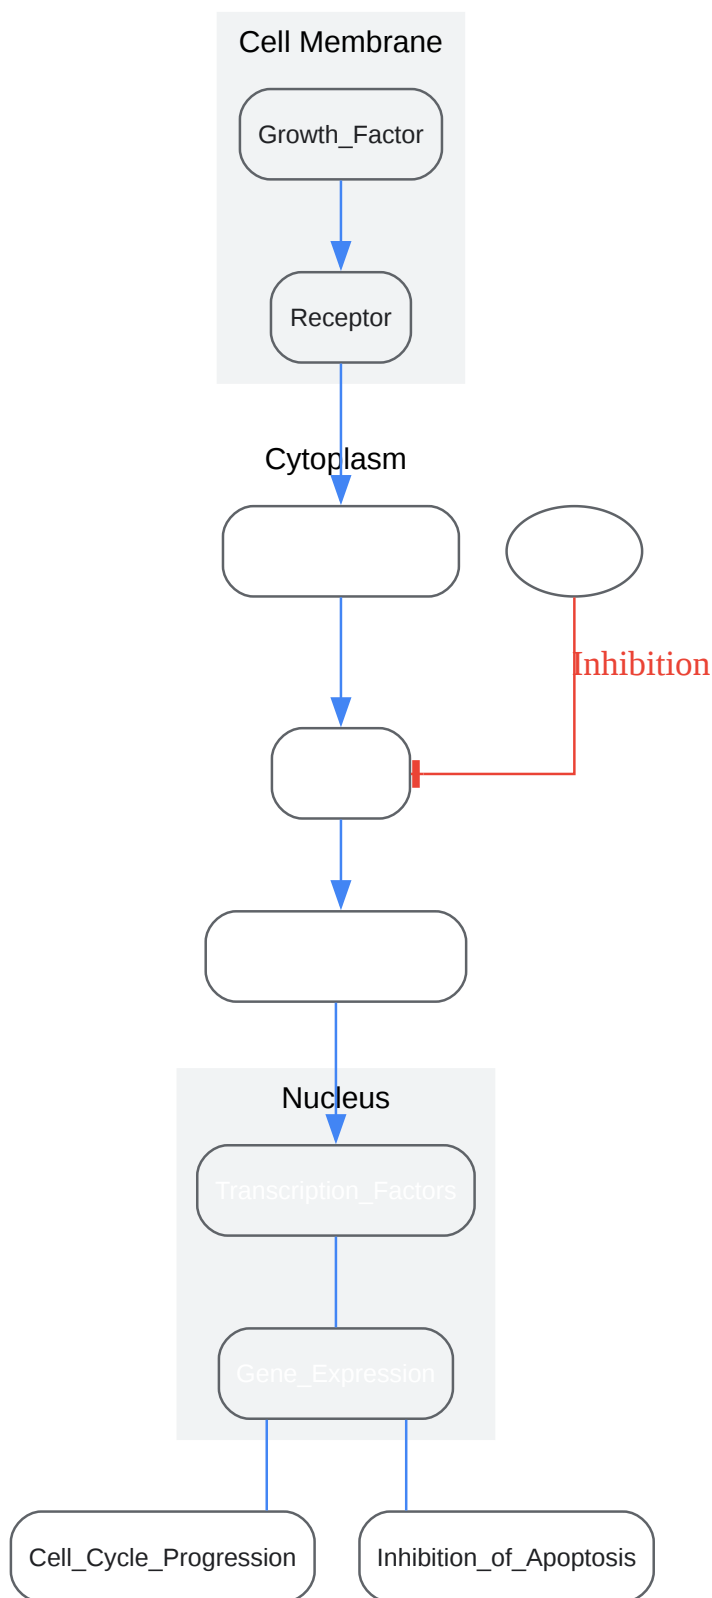 Cell Membrane
Growth_Factor
Receptor
Cytoplasm
Inhibition
Nucleus
Transcription_Factors
Gene_Expression
Cell_Cycle_Progression
Inhibition_of_Apoptosis